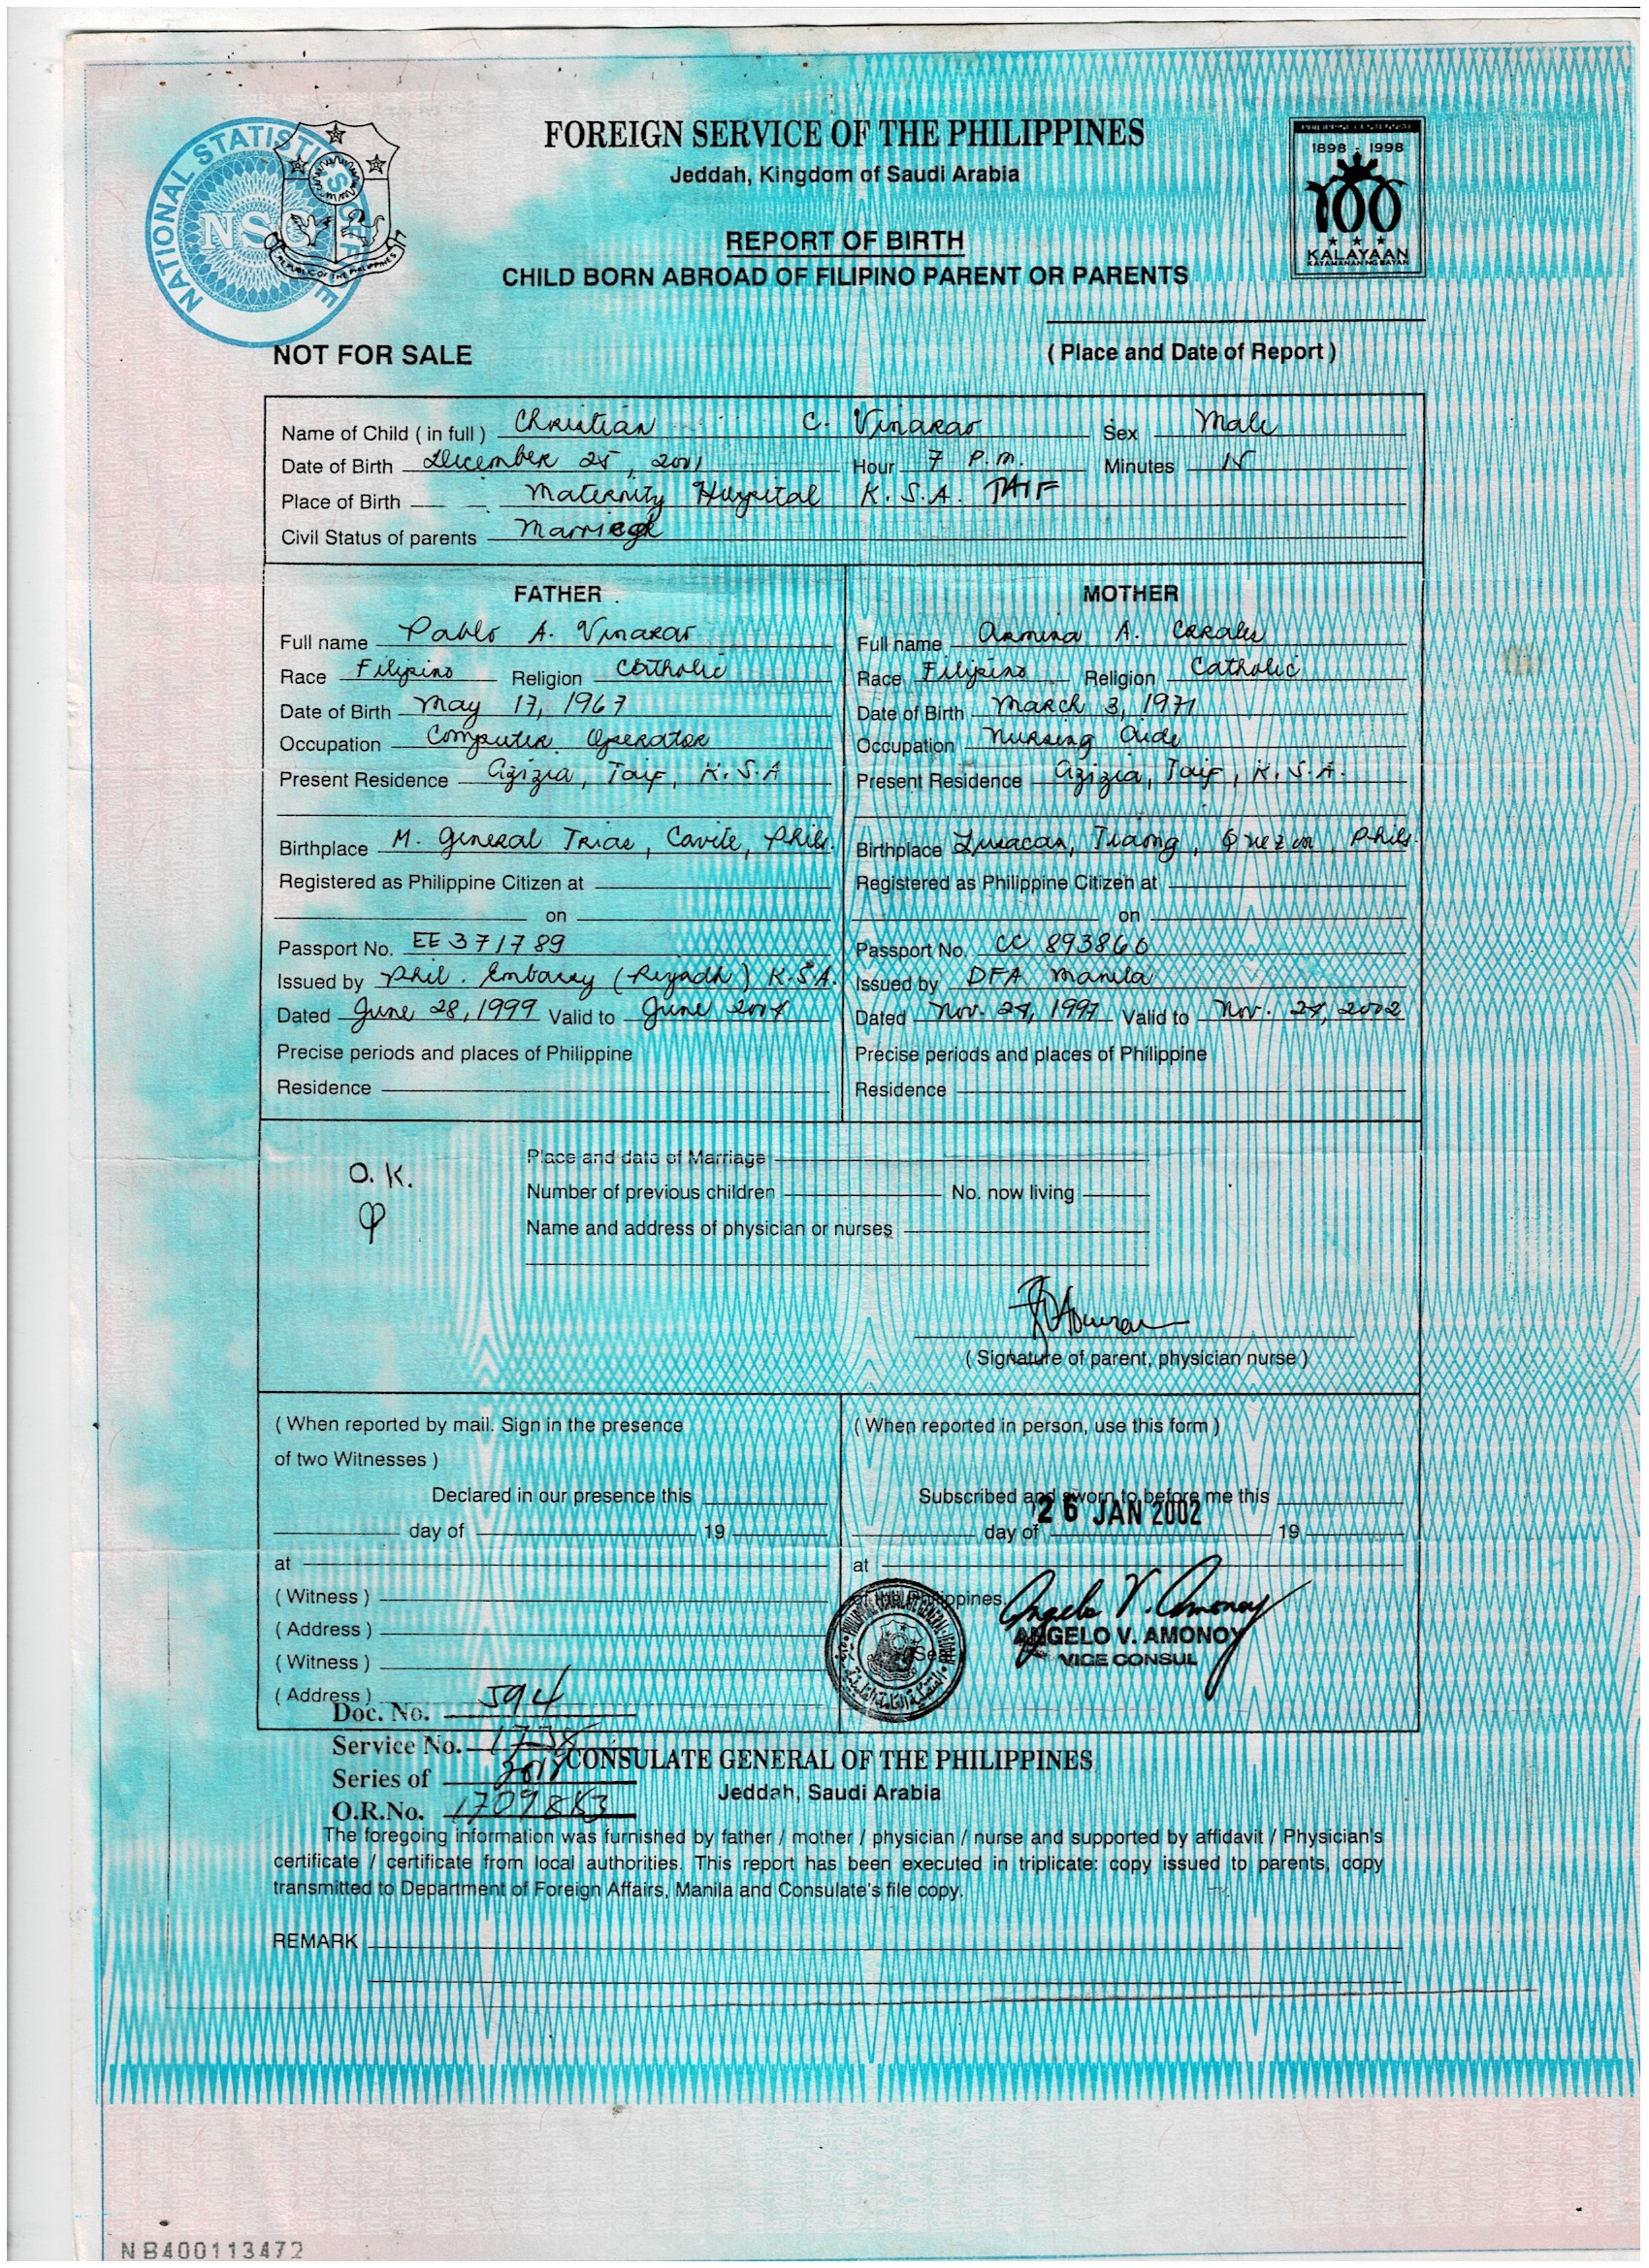 NATIONAL STATISTICS OFFICE
NSO
REPUBLIC OF THE PHILIPPINES
FOREIGN SERVICE OF THE PHILIPPINES
Jeddah, Kingdom of Saudi Arabia
1898 - 1998
100
KALAYAAN
KAYAMANAN NG BAYAN
REPORT OF BIRTH
CHILD BORN ABROAD OF FILIPINO PARENT OR PARENTS
NOT FOR SALE
( Place and Date of Report )
Name of Child ( in full ) Christian C. Vinarao Sex Male
Date of Birth December 25, 2001 Hour 7 P.m. Minutes 15
Place of Birth Maternity Hospital K.S.A. TAIF
Civil Status of parents Married
FATHER
Full name Pablo A. Vinarao
Race Filipino Religion Catholic
Date of Birth May 17, 1967
Occupation Computer Operator
Present Residence Azizia, Taif, K.S.A
Birthplace M. General Trias, Cavite, Phils.
Registered as Philippine Citizen at
on
Passport No. EE 371789
Issued by Phil. Embassy (Riyadh) K.S.A.
Dated June 28, 1999 Valid to June 2004
Precise periods and places of Philippine
Residence
MOTHER
Full name Armina A.
Race Filipino Religion Catholic
Date of Birth March 3, 1971
Occupation Nursing Aide
Present Residence Azizia, Taif, K.S.A.
Birthplace Lusacan, Tiaong, Quezon, Phils.
Registered as Philippine Citizen at
on
Passport No. CC 893860
Issued by DFA Manila
Dated Nov. 24, 1997 Valid to Nov. 24, 2002
Precise periods and places of Philippine
Residence
O.K.
Place and date of Marriage
Number of previous children No. now living
Name and address of physician or nurses
( Signature of parent, physician nurse )
( When reported by mail. Sign in the presence
of two Witnesses )
Declared in our presence this
day of 19
at
( Witness )
( Address )
( Witness )
( Address )
( When reported in person, use this form )
Subscribed and sworn to before me this
26 JAN 2002
day of 19
at
of the Philippines.
Angelo V. Amonoy
ANGELO V. AMONOY
VICE CONSUL
Doc. No. 594
Service No.
Series of
O.R.No.
CONSULATE GENERAL OF THE PHILIPPINES
Jeddah, Saudi Arabia
The foregoing information was furnished by father / mother / physician / nurse and supported by affidavit / Physician's
certificate / certificate from local authorities. This report has been executed in triplicate: copy issued to parents, copy
transmitted to Department of Foreign Affairs, Manila and Consulate's file copy.
REMARK
NB400113472